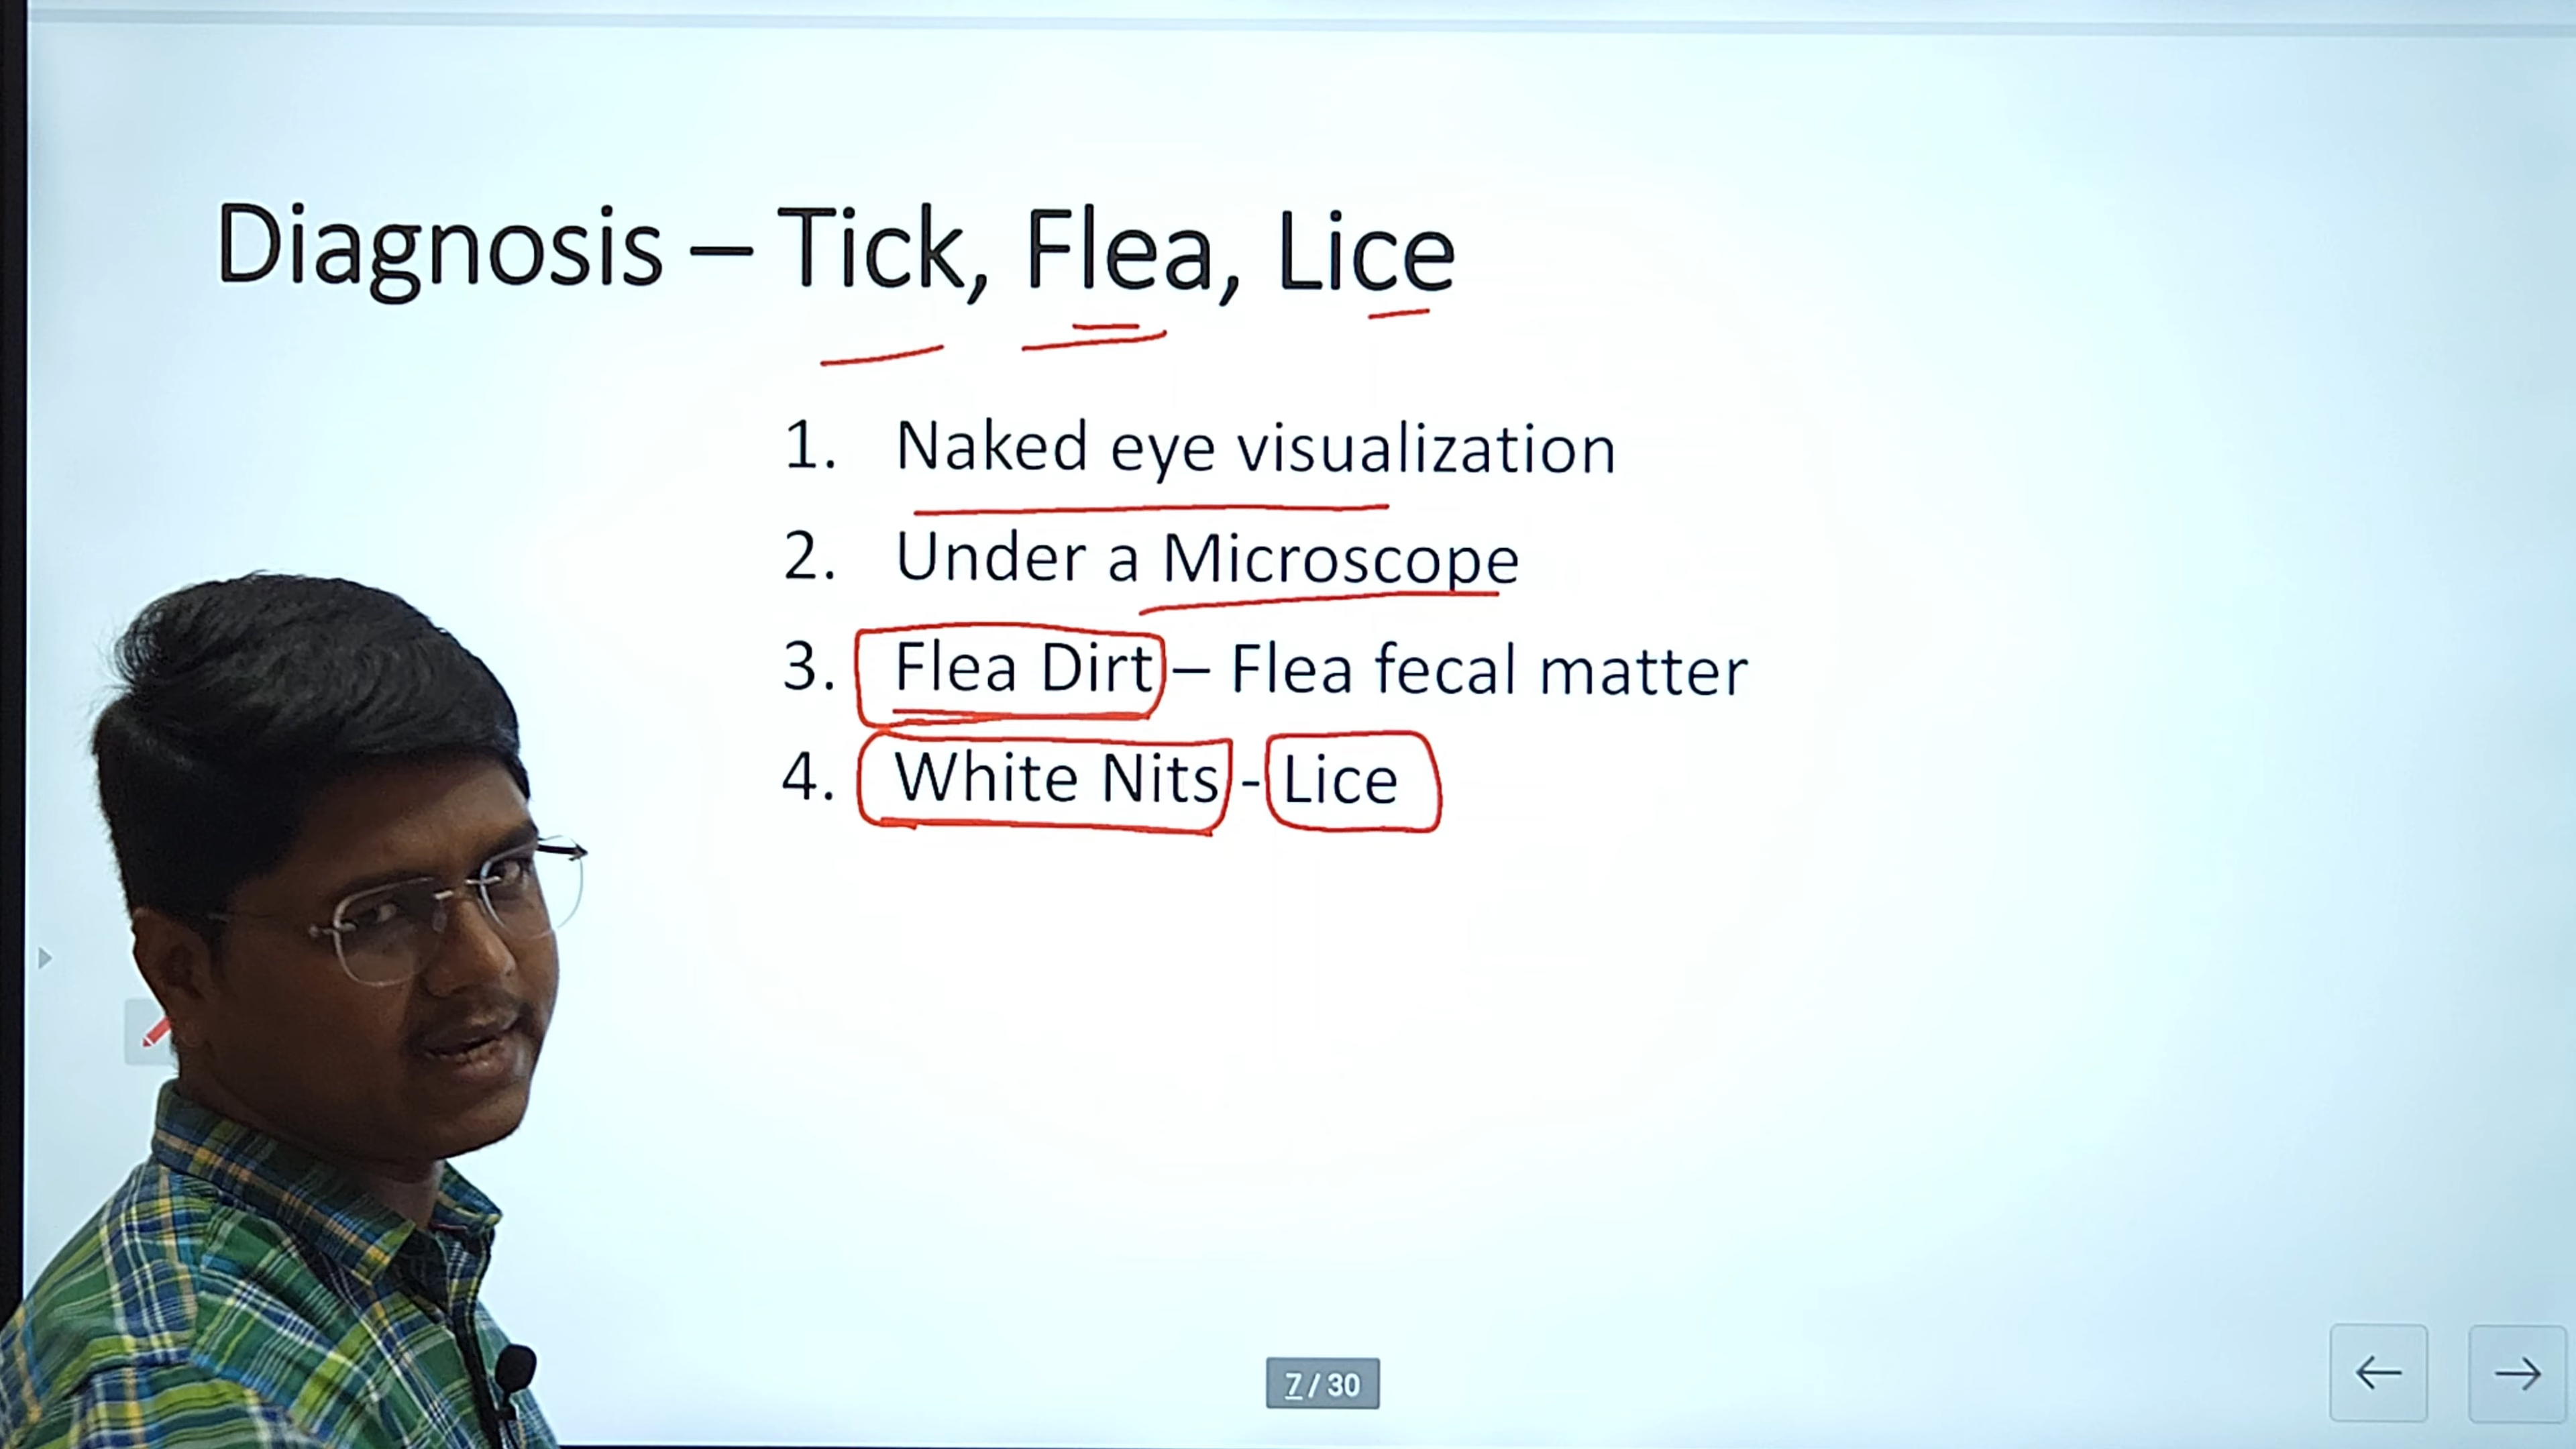 Diagnosis – Tick, Flea, Lice
1. Naked eye visualization
2. Under a Microscope
3. Flea Dirt – Flea fecal matter
4. White Nits - Lice
7 / 30